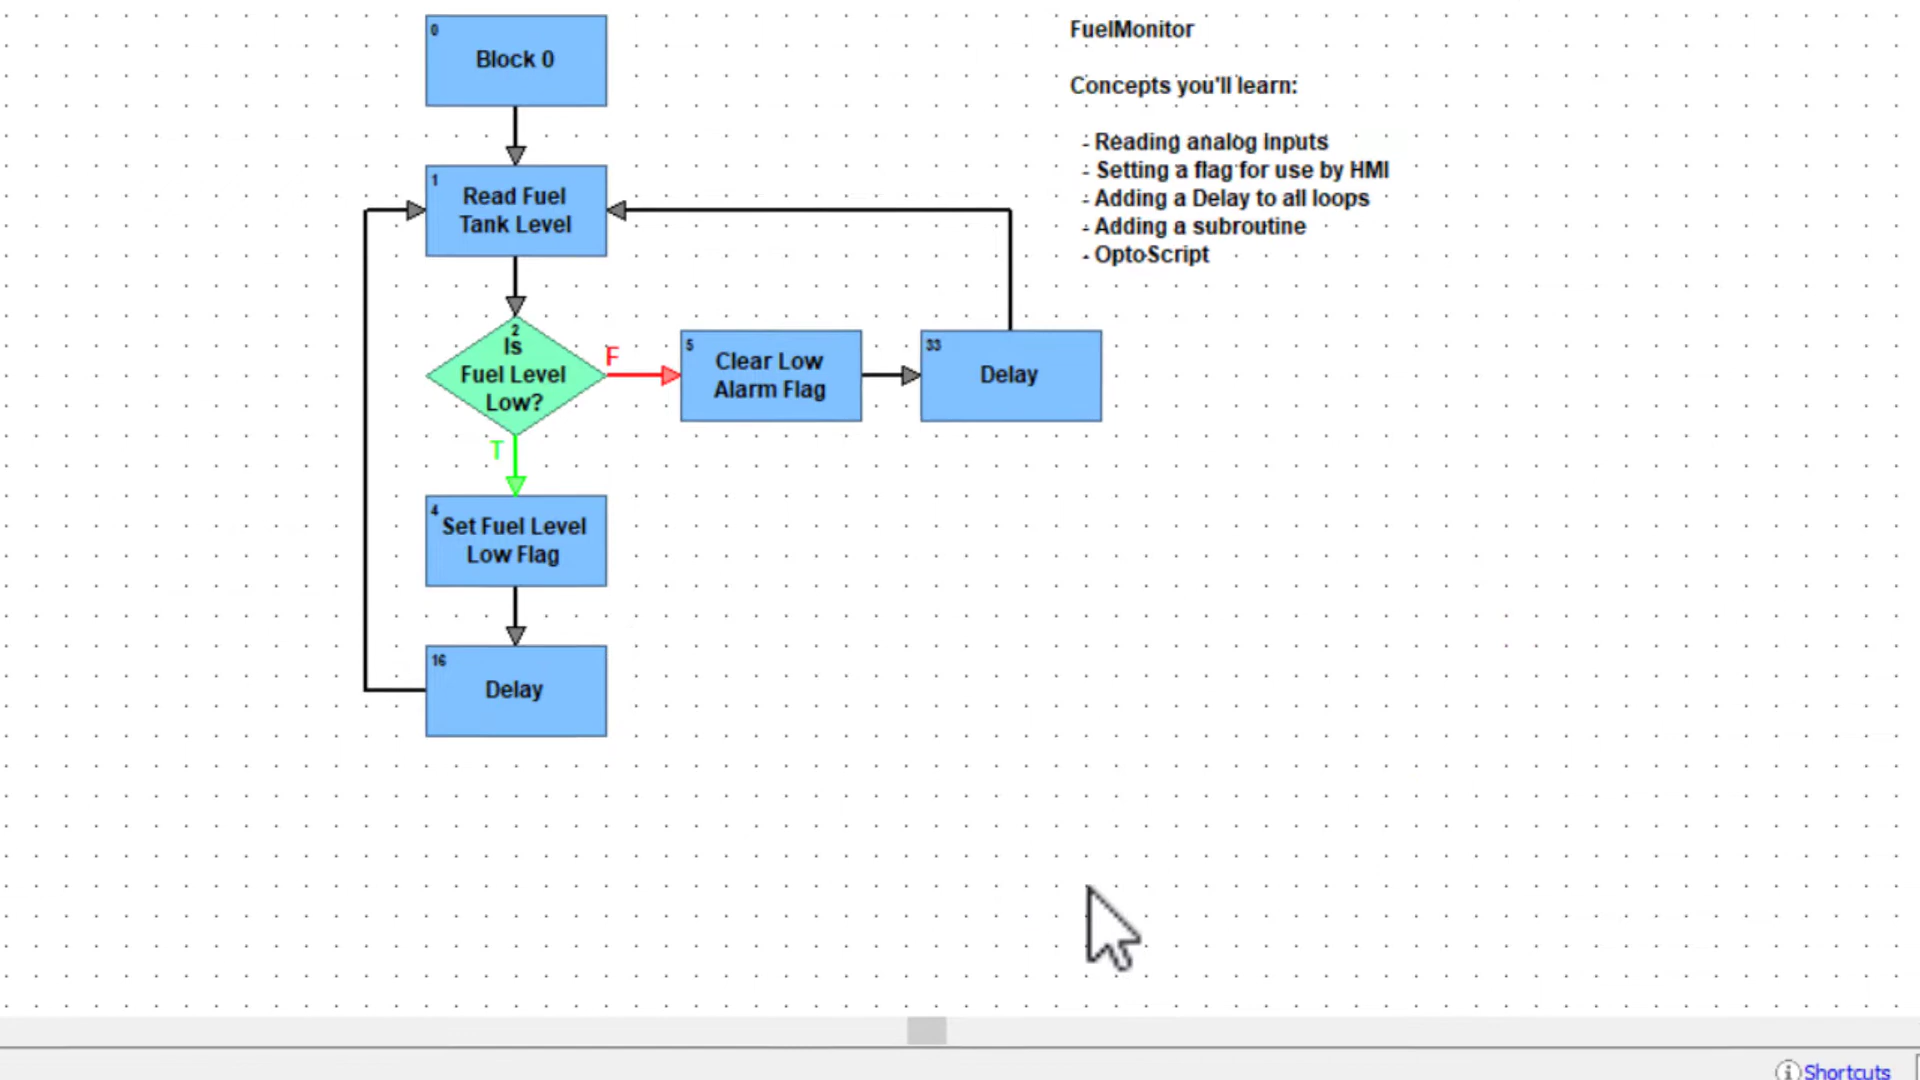 0
Block 0
1
Read Fuel
Tank Level
2
Is
Fuel Level
Low?
F
T
5
Clear Low
Alarm Flag
33
Delay
4
Set Fuel Level
Low Flag
16
Delay
FuelMonitor
Concepts you'll learn:
- Reading analog Inputs
- Setting a flag for use by HMI
- Adding a Delay to all loops
- Adding a subroutine
- OptoScript
Shortcuts